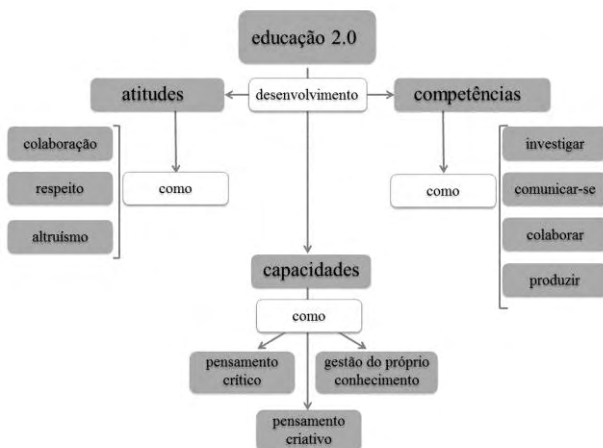 educação 2.0
atitudes
desenvolvimento
competências
colaboração
respeito
altruísmo
como
como
investigar
comunicar-se
colaborar
produzir
capacidades
como
pensamento
crítico
gestão do próprio
conhecimento
pensamento
criativo